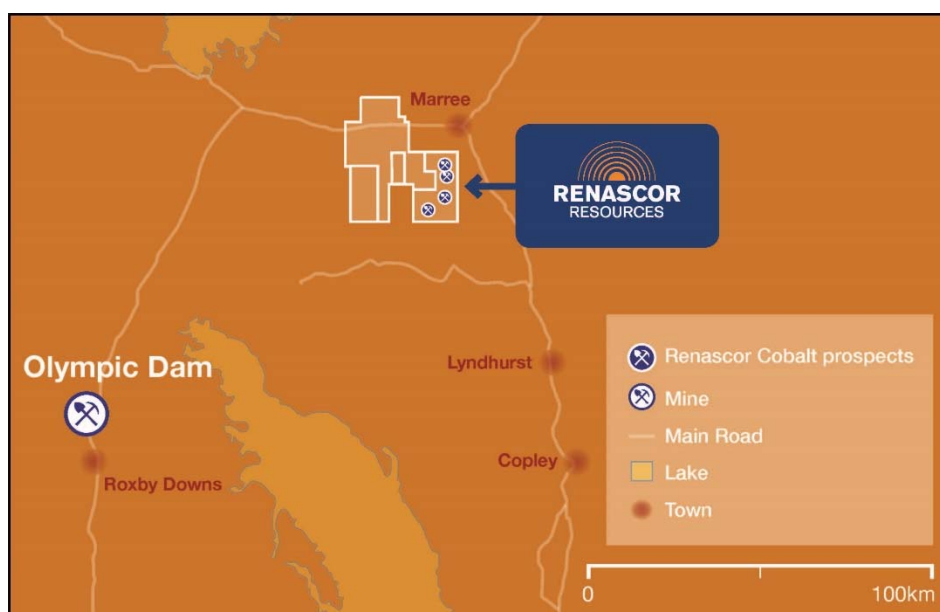 Marree
RENASCOR
RESOURCES
Olympic Dam
Lyndhurst
Copley
Roxby Downs
Renascor Cobalt prospects
Mine
Main Road
Lake
Town
0
100km